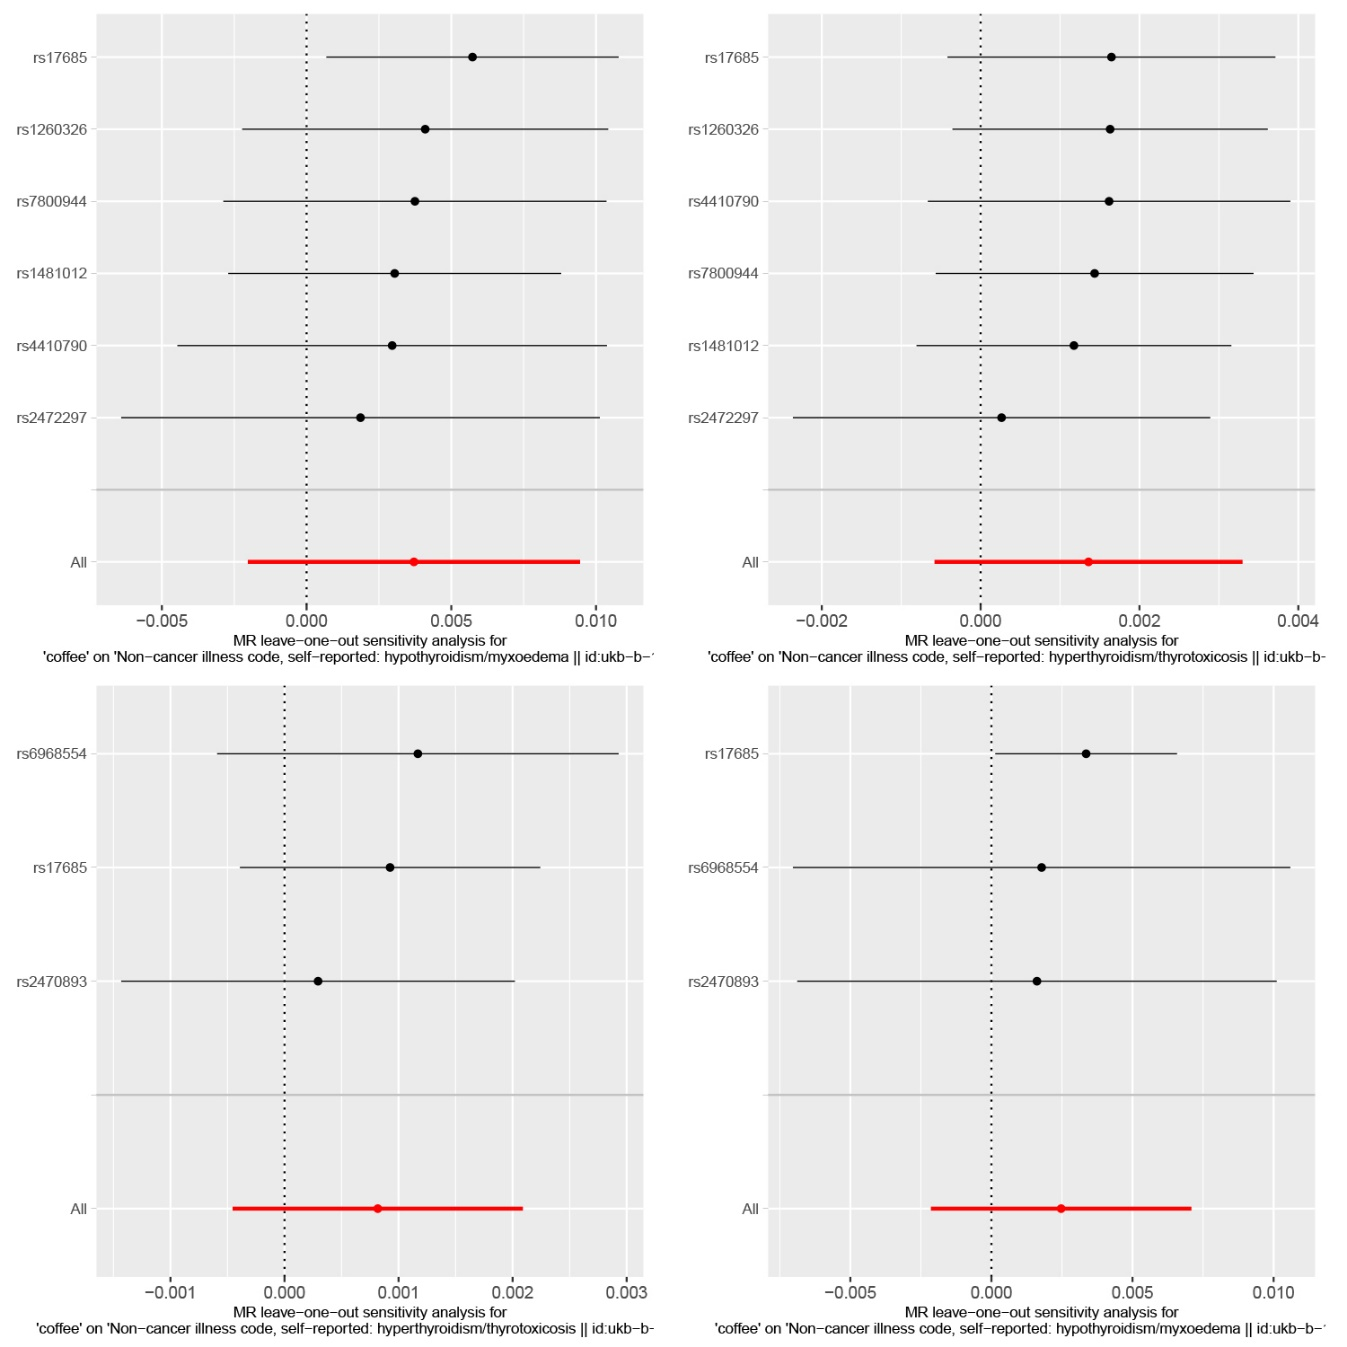 rs17685
rs1260326
rs7800944
rs1481012
rs4410790
rs2472297
All
−0.005 0.000 0.005 0.010
MR leave−one−out sensitivity analysis for
'coffee' on 'Non−cancer illness code, self−reported: hypothyroidism/myxoedema || id:ukb−b−
rs17685
rs1260326
rs4410790
rs7800944
rs1481012
rs2472297
All
−0.002 0.000 0.002 0.004
MR leave−one−out sensitivity analysis for
'coffee' on 'Non−cancer illness code, self−reported: hyperthyroidism/thyrotoxicosis || id:ukb−b−
rs6968554
rs17685
rs2470893
All
−0.001 0.000 0.001 0.002 0.003
MR leave−one−out sensitivity analysis for
'coffee' on 'Non−cancer illness code, self−reported: hyperthyroidism/thyrotoxicosis || id:ukb−b−
rs17685
rs6968554
rs2470893
All
−0.005 0.000 0.005 0.010
MR leave−one−out sensitivity analysis for
'coffee' on 'Non−cancer illness code, self−reported: hypothyroidism/myxoedema || id:ukb−b−